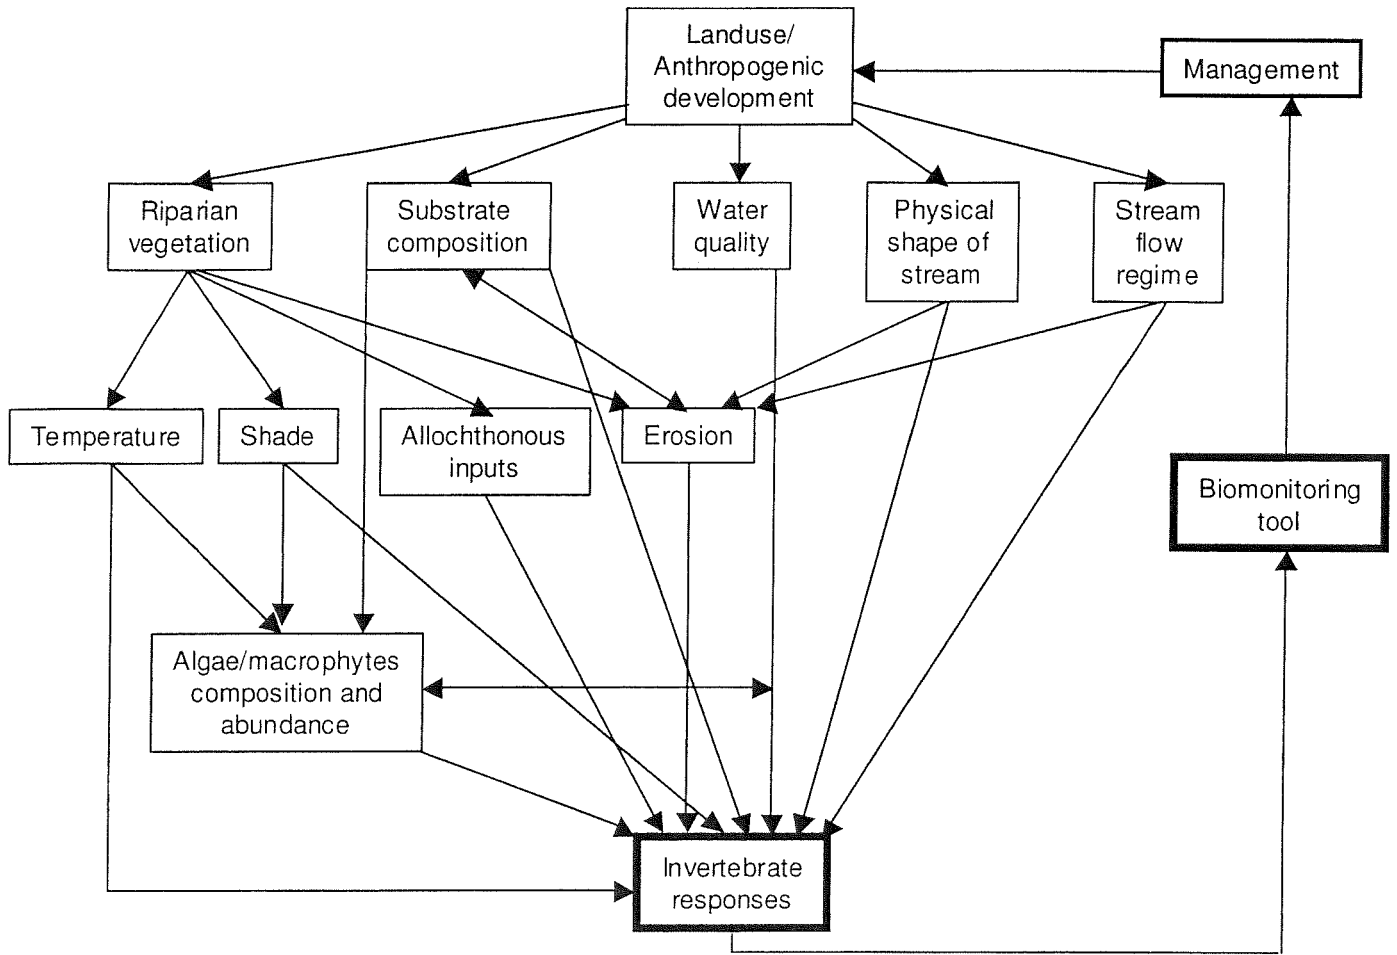 Landuse/
Anthropogenic
development
Management
Riparian
vegetation
Substrate
composition
Water
quality
Physical
shape of
stream
Stream
flow
regime
Temperature
Shade
Allochthonous
inputs
Erosion
Biomonitoring
tool
Algae/macrophytes
composition and
abundance
Invertebrate
responses